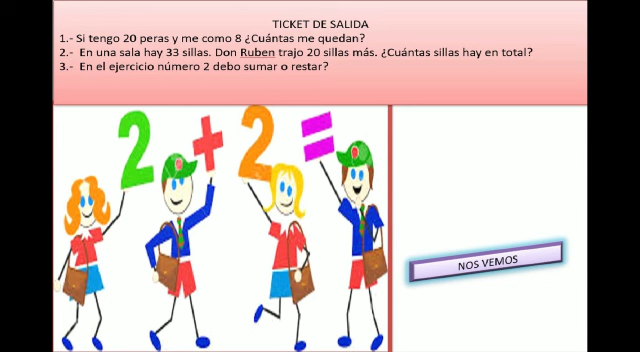 TICKET DE SALIDA
1.- Si tengo 20 peras y me como 8 ¿Cuántas me quedan?
2.- En una sala hay 33 sillas. Don Ruben trajo 20 sillas más. ¿Cuántas sillas hay en total?
3.- En el ejercicio número 2 debo sumar o restar?
2 + 2 =
NOS VEMOS